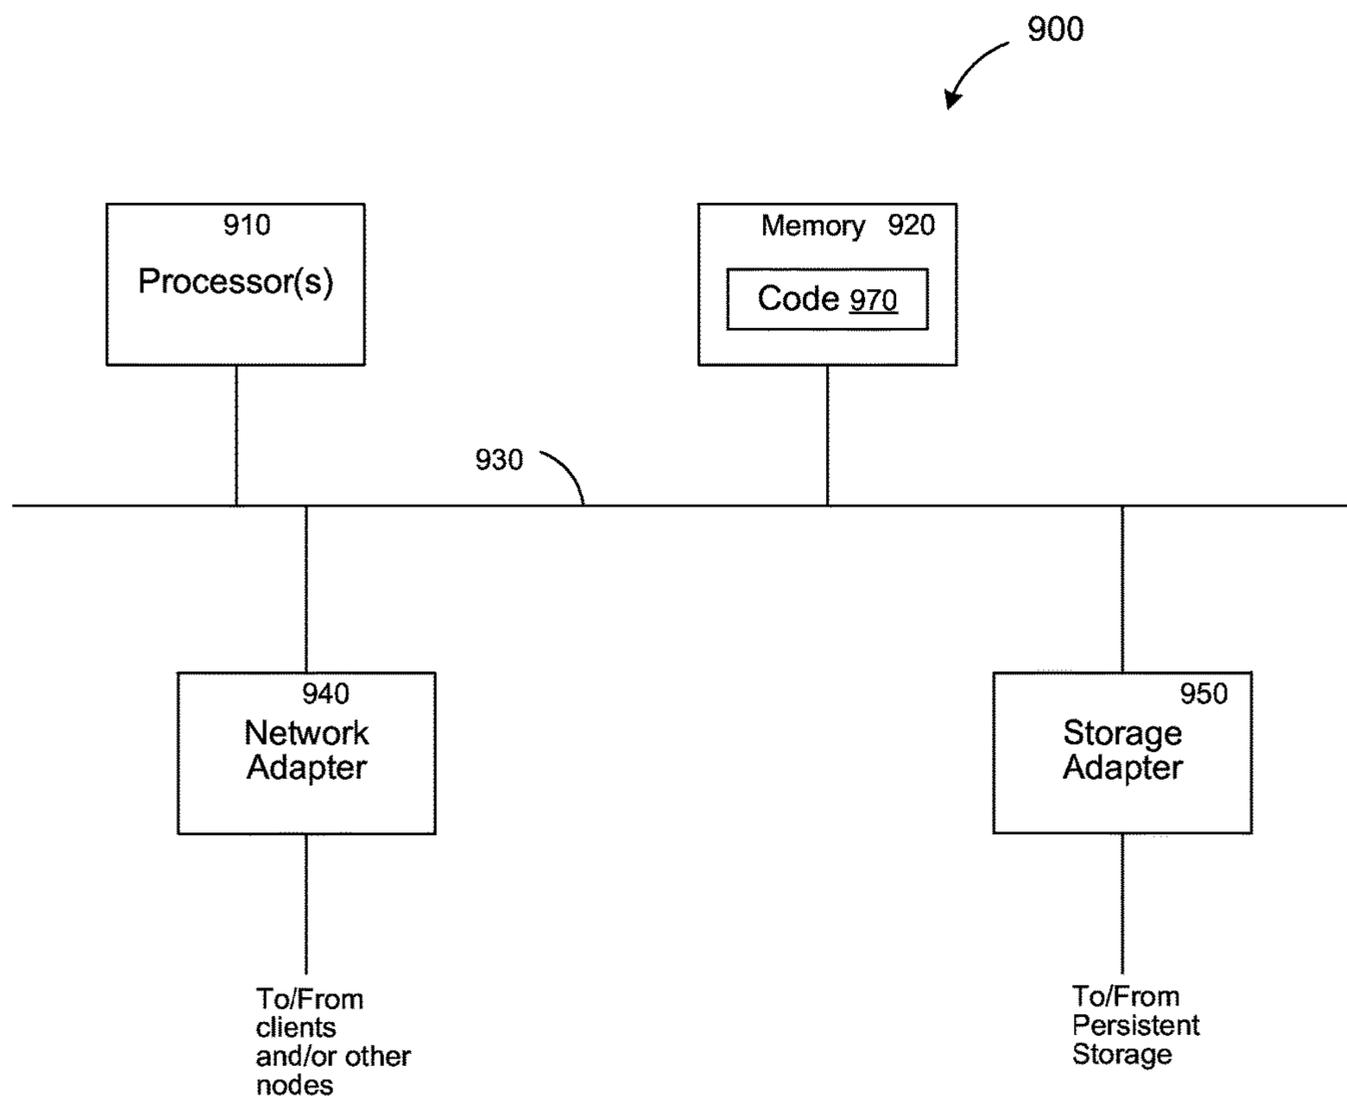 900
910
Processor(s)
Memory 920
Code 970
930
940
Network
Adapter
950
Storage
Adapter
To/From
clients
and/or other
nodes
To/From
Persistent
Storage